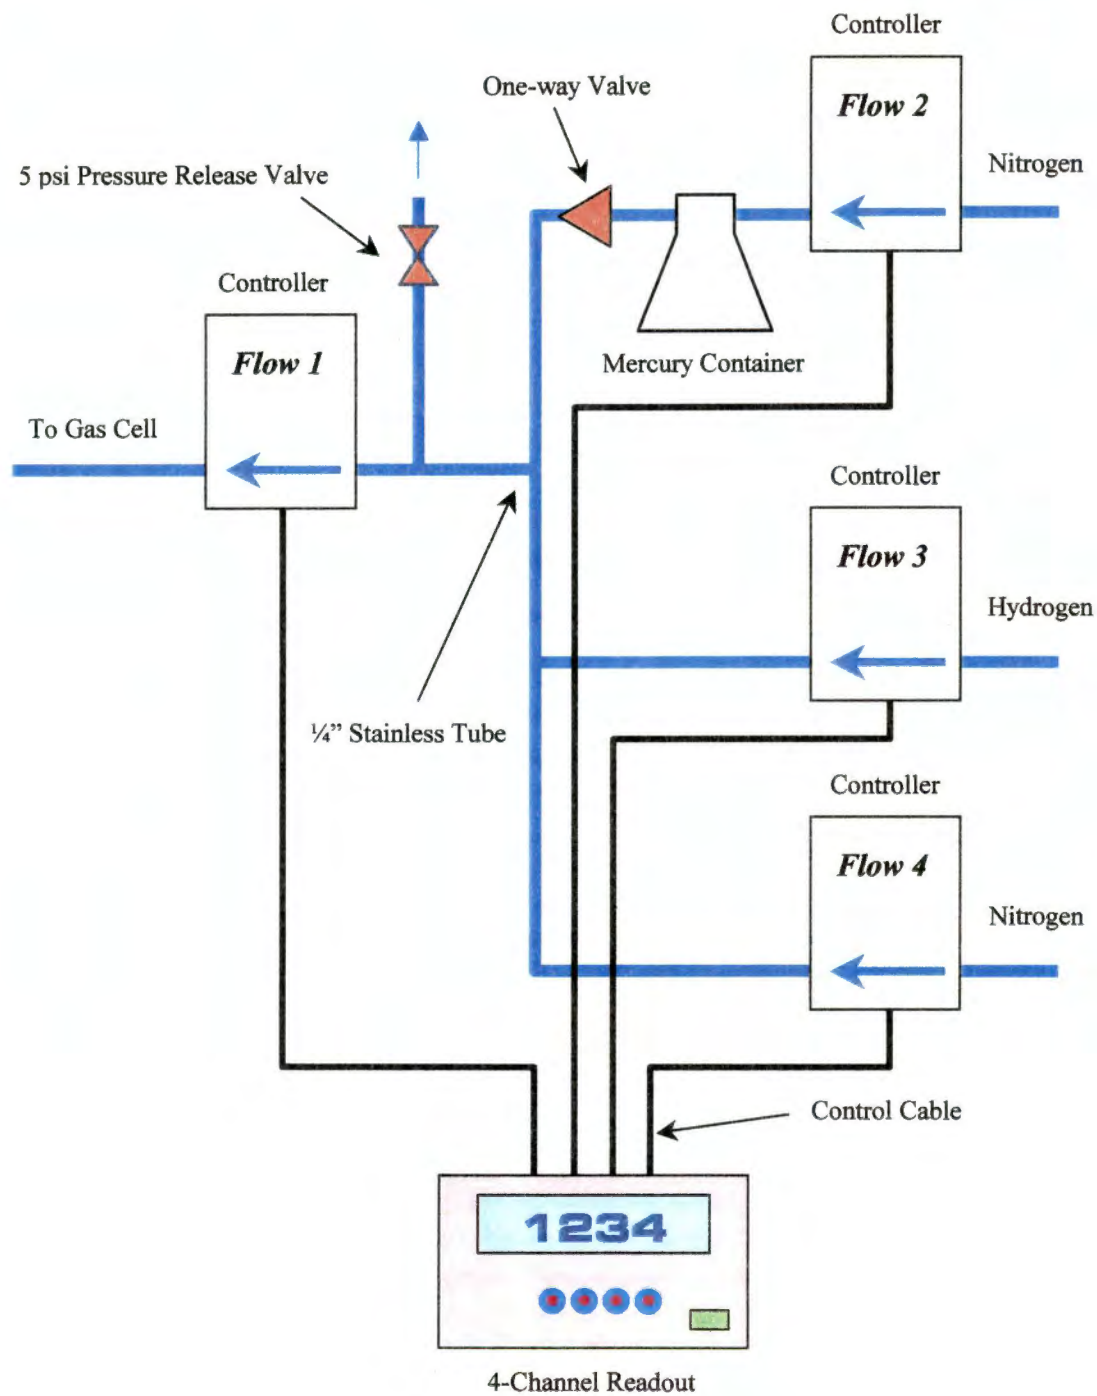 Controller
Flow 2
One-way Valve
Nitrogen
5 psi Pressure Release Valve
Controller
Flow 1
Mercury Container
To Gas Cell
Controller
Flow 3
Hydrogen
¼” Stainless Tube
Controller
Flow 4
Nitrogen
Control Cable
1234
4-Channel Readout